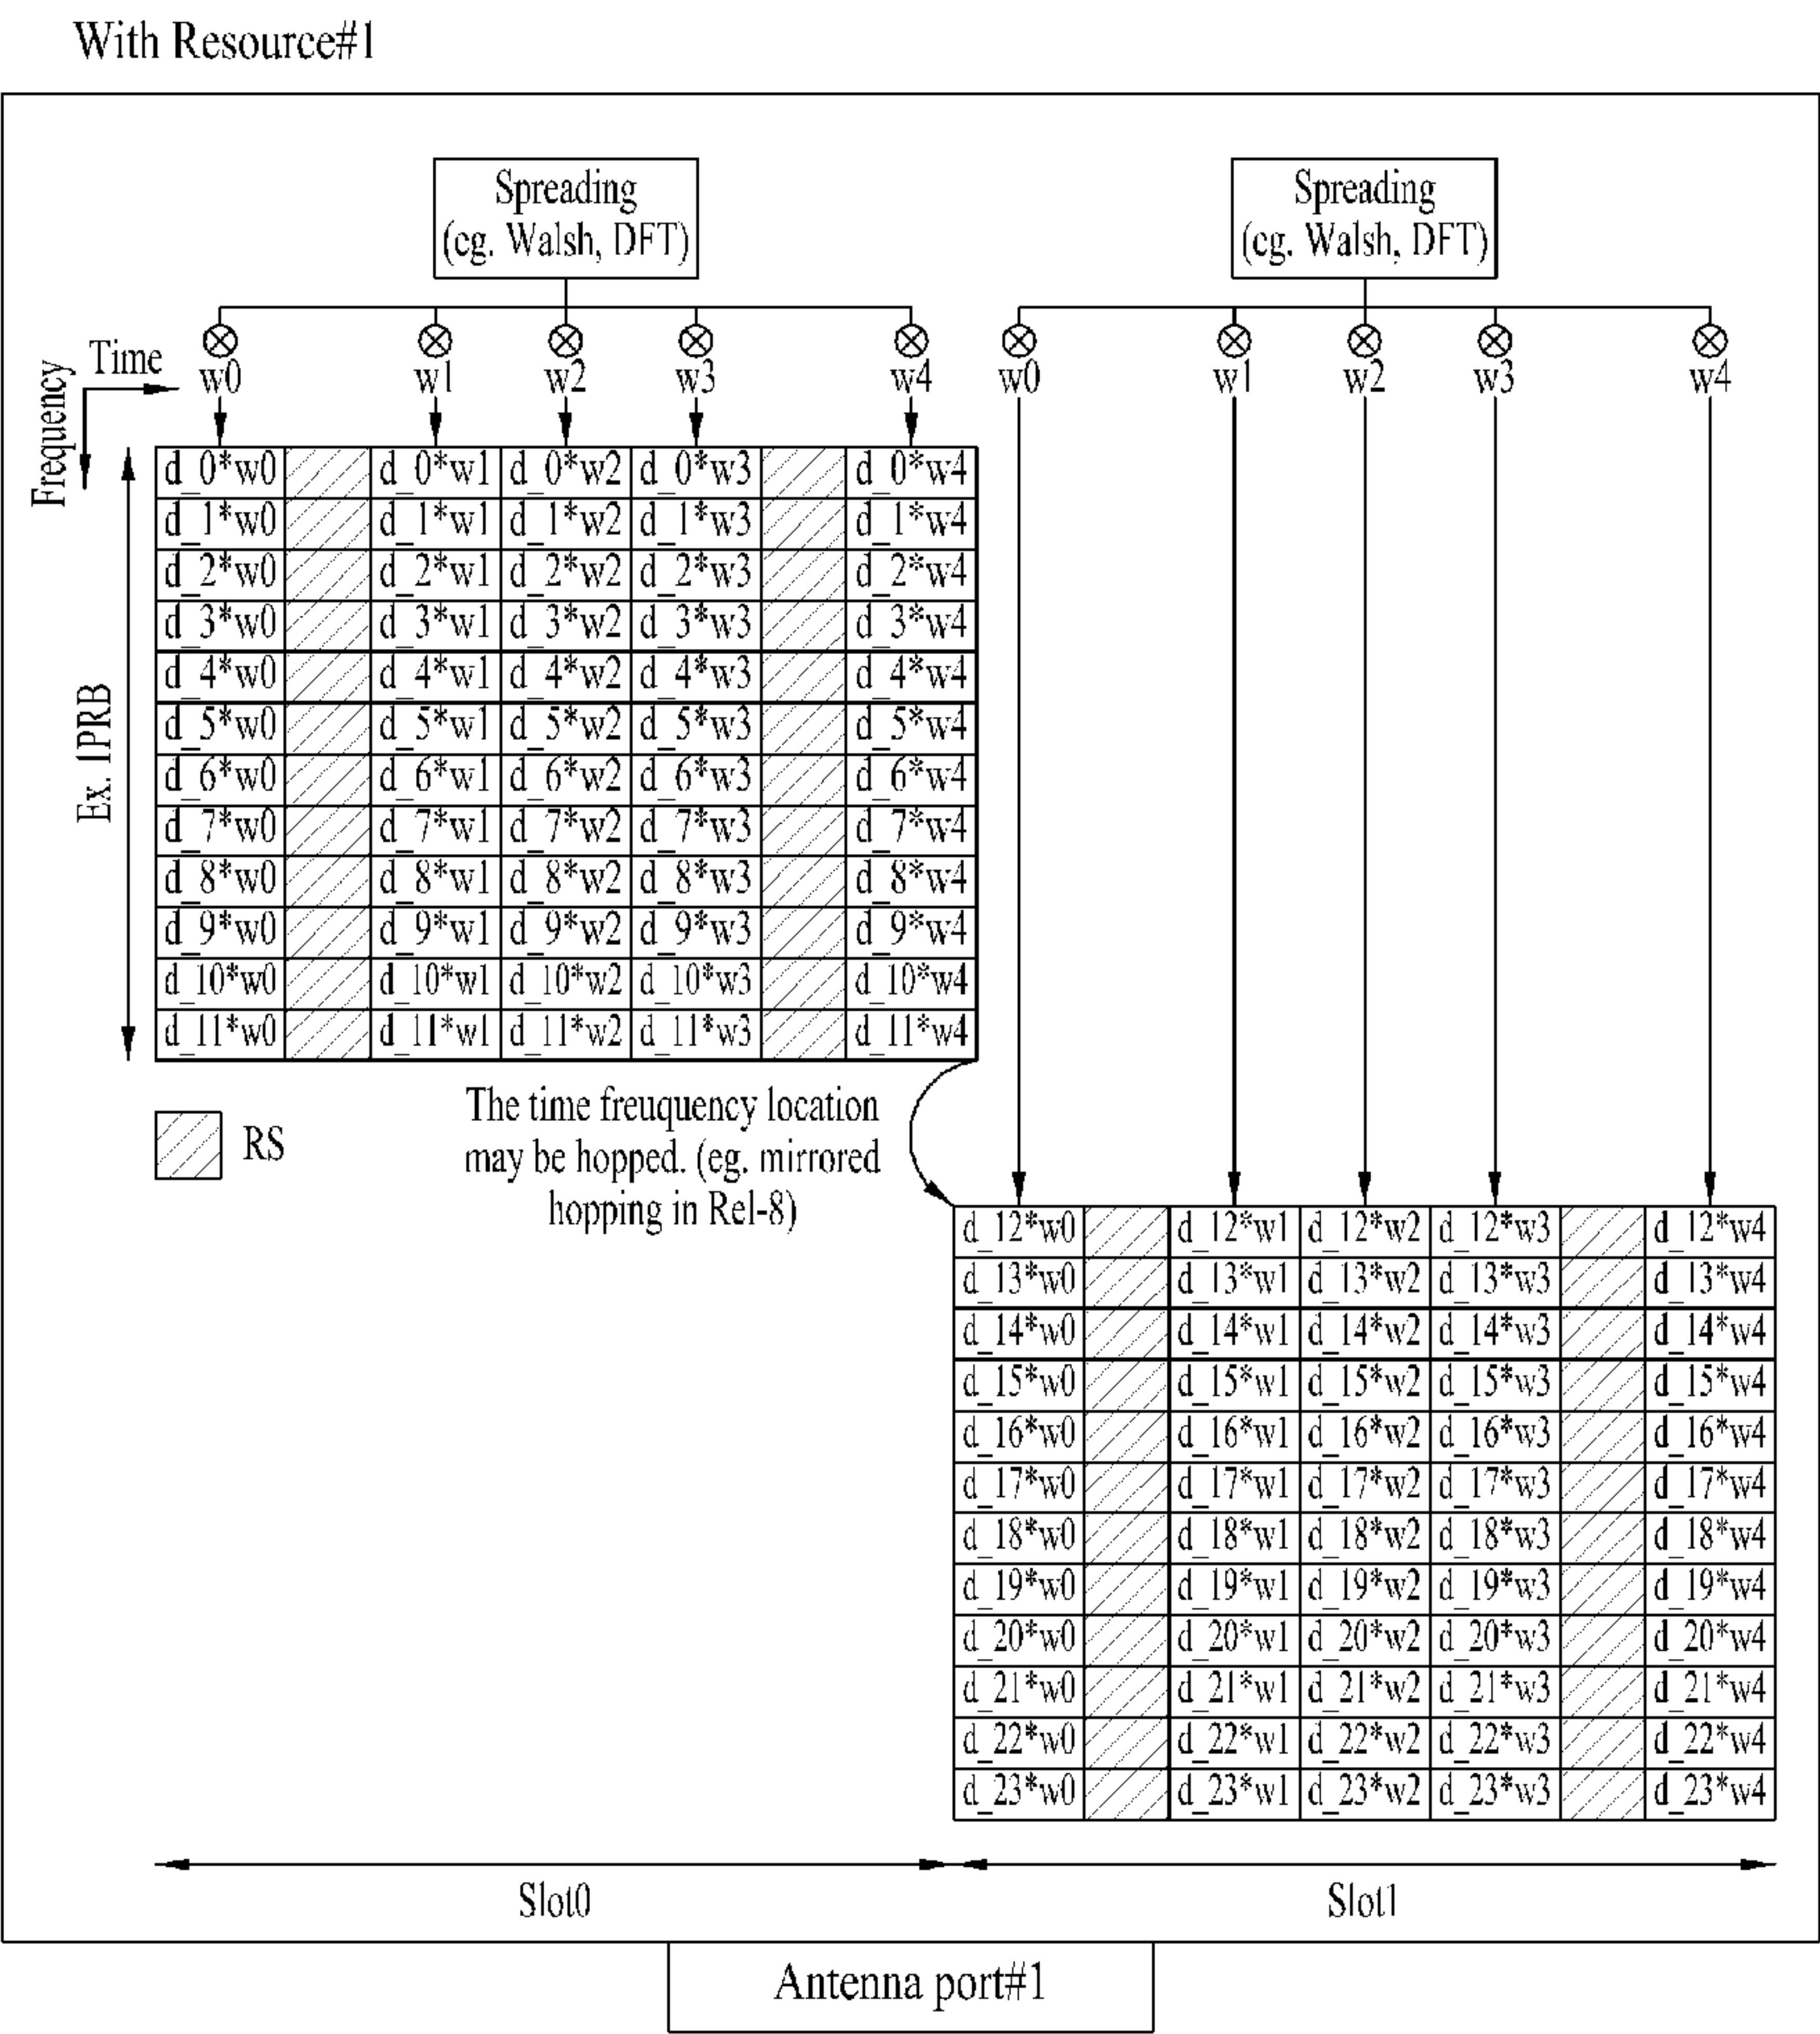 With Resource#1
Spreading
(eg. Walsh, DFT)
Spreading
(eg. Walsh, DFT)
Time
Frequency
w0 w1 w2 w3 w4 w0 w1 w2 w3 w4
Ex. 1PRB
d_0*w0 d_0*w1 d_0*w2 d_0*w3 d_0*w4
d_1*w0 d_1*w1 d_1*w2 d_1*w3 d_1*w4
d_2*w0 d_2*w1 d_2*w2 d_2*w3 d_2*w4
d_3*w0 d_3*w1 d_3*w2 d_3*w3 d_3*w4
d_4*w0 d_4*w1 d_4*w2 d_4*w3 d_4*w4
d_5*w0 d_5*w1 d_5*w2 d_5*w3 d_5*w4
d_6*w0 d_6*w1 d_6*w2 d_6*w3 d_6*w4
d_7*w0 d_7*w1 d_7*w2 d_7*w3 d_7*w4
d_8*w0 d_8*w1 d_8*w2 d_8*w3 d_8*w4
d_9*w0 d_9*w1 d_9*w2 d_9*w3 d_9*w4
d_10*w0 d_10*w1 d_10*w2 d_10*w3 d_10*w4
d_11*w0 d_11*w1 d_11*w2 d_11*w3 d_11*w4
RS
The time freuquency location
may be hopped. (eg. mirrored
hopping in Rel-8)
d_12*w0 d_12*w1 d_12*w2 d_12*w3 d_12*w4
d_13*w0 d_13*w1 d_13*w2 d_13*w3 d_13*w4
d_14*w0 d_14*w1 d_14*w2 d_14*w3 d_14*w4
d_15*w0 d_15*w1 d_15*w2 d_15*w3 d_15*w4
d_16*w0 d_16*w1 d_16*w2 d_16*w3 d_16*w4
d_17*w0 d_17*w1 d_17*w2 d_17*w3 d_17*w4
d_18*w0 d_18*w1 d_18*w2 d_18*w3 d_18*w4
d_19*w0 d_19*w1 d_19*w2 d_19*w3 d_19*w4
d_20*w0 d_20*w1 d_20*w2 d_20*w3 d_20*w4
d_21*w0 d_21*w1 d_21*w2 d_21*w3 d_21*w4
d_22*w0 d_22*w1 d_22*w2 d_22*w3 d_22*w4
d_23*w0 d_23*w1 d_23*w2 d_23*w3 d_23*w4
Slot0 Slot1
Antenna port#1